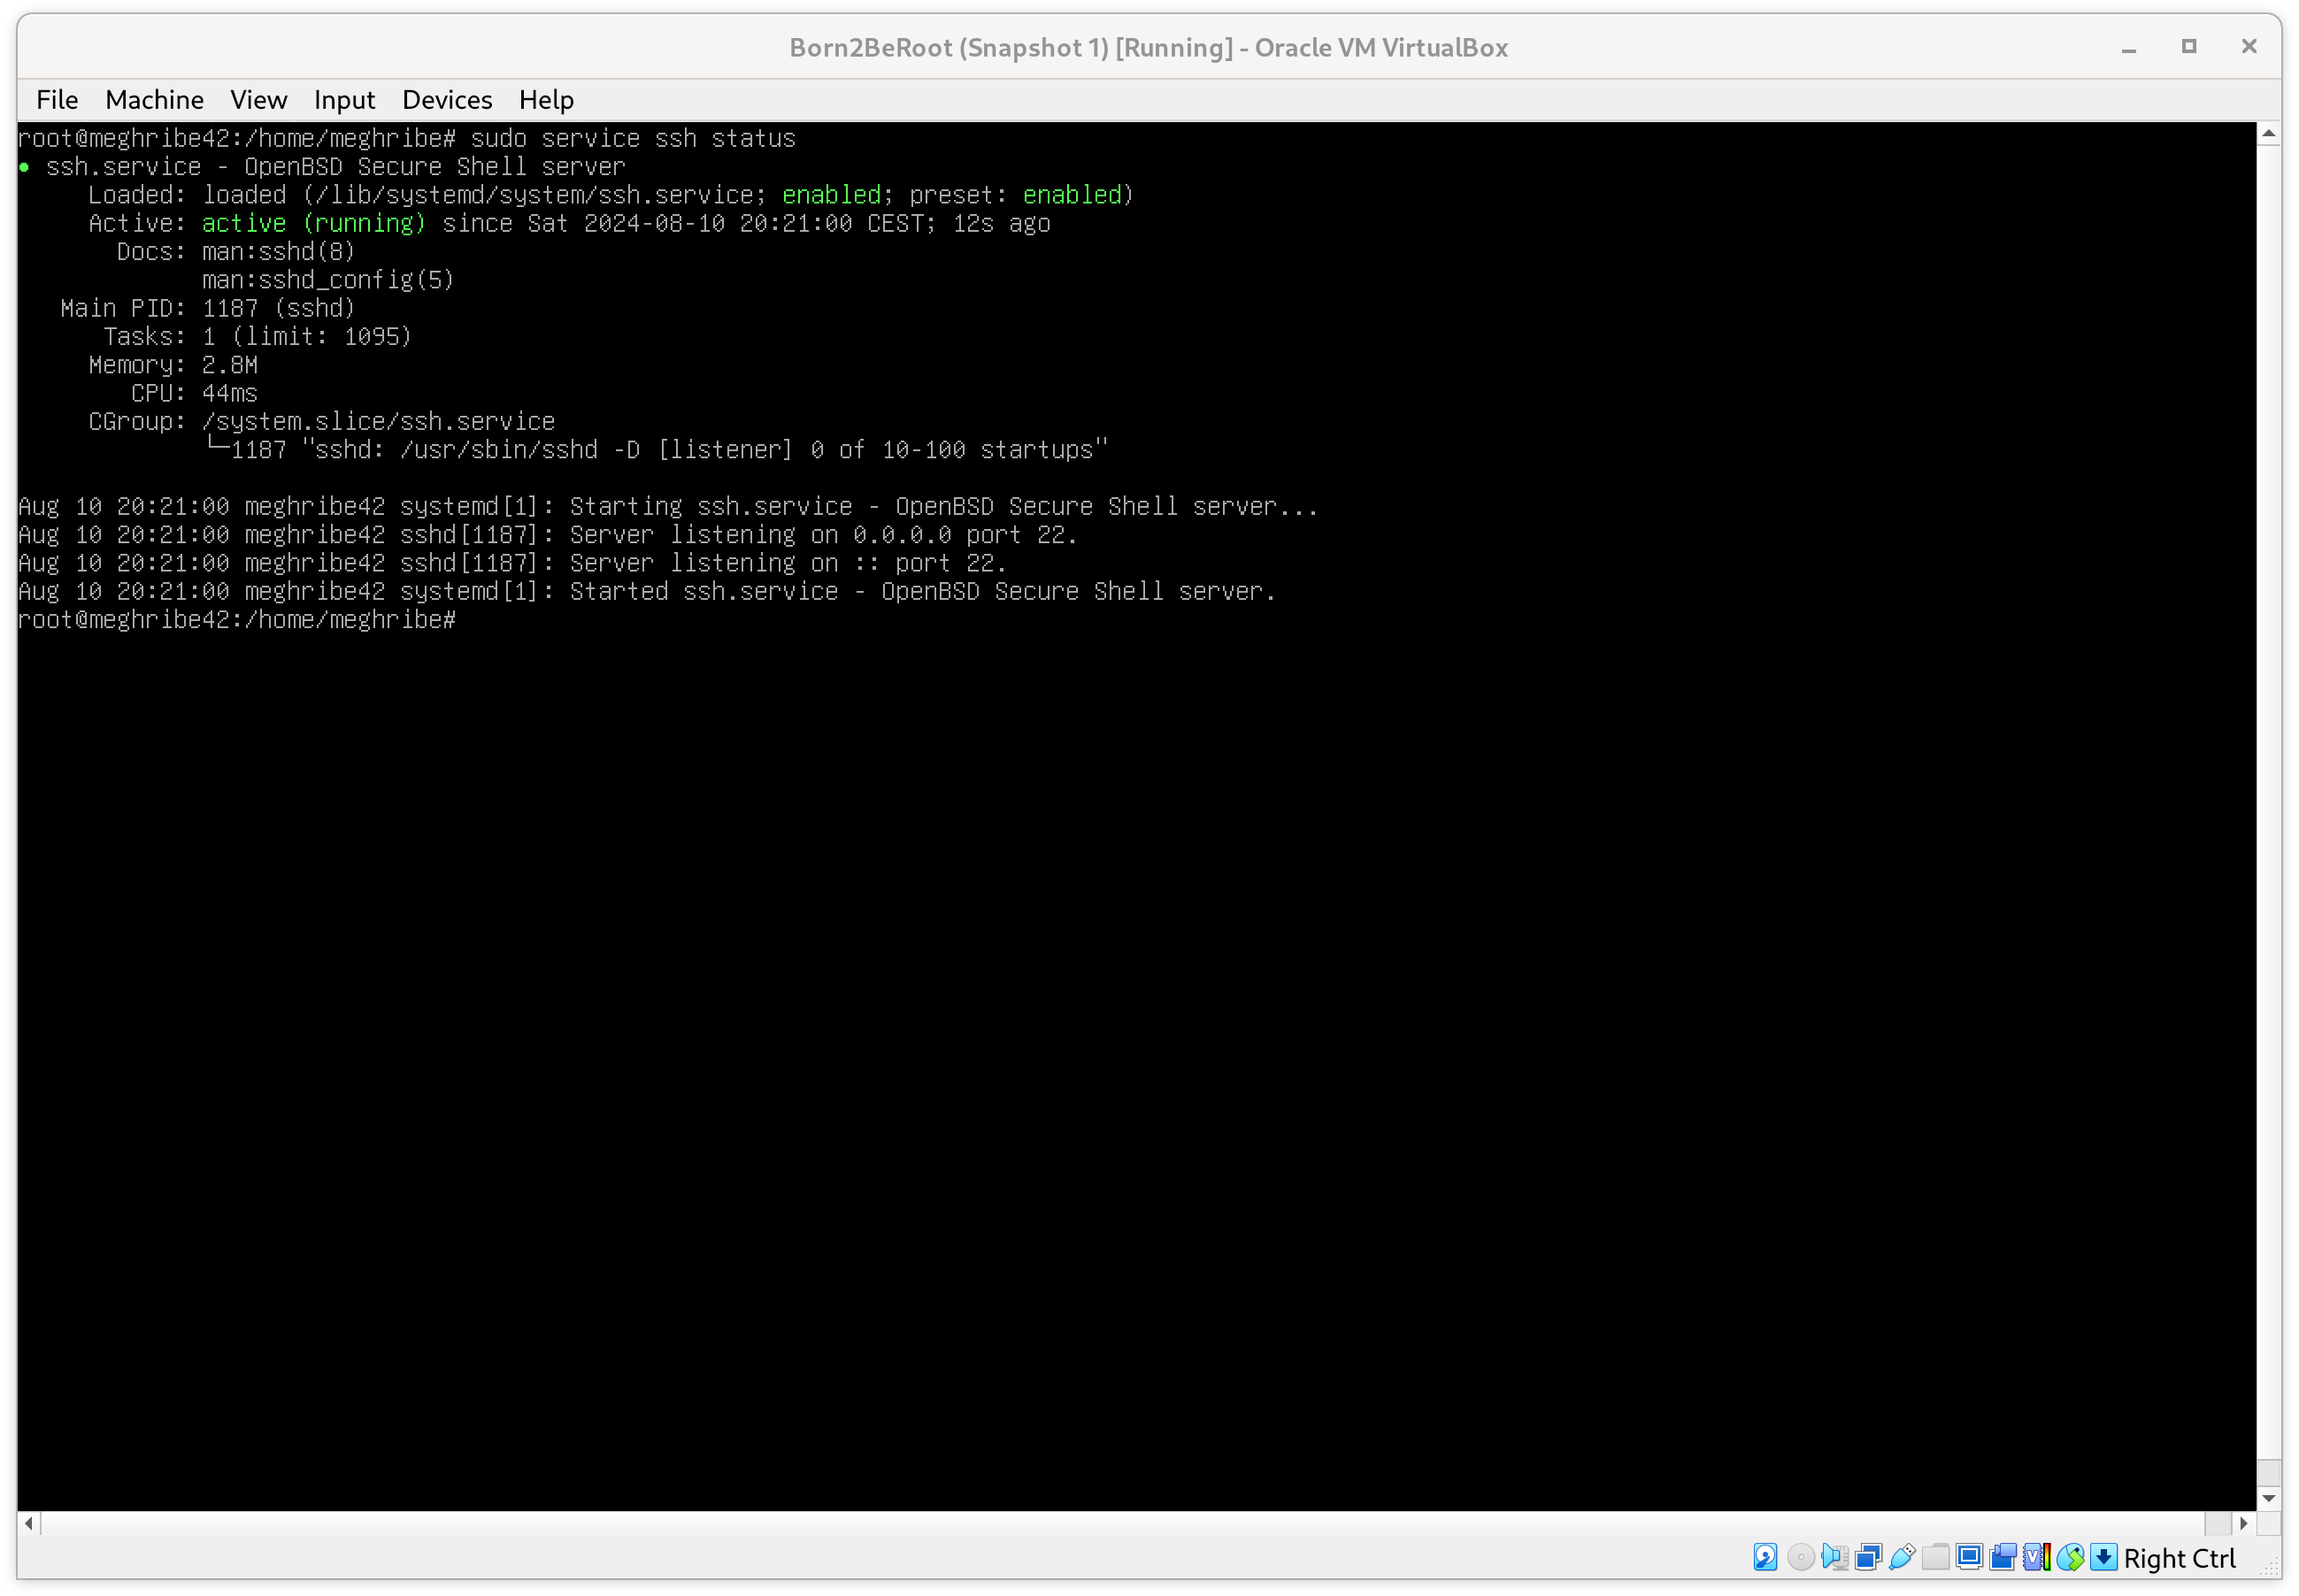 Born2BeRoot (Snapshot 1) [Running] - Oracle VM VirtualBox
File Machine View Input Devices Help
root@meghribe42:/home/meghribe# sudo service ssh status
● ssh.service - OpenBSD Secure Shell server
     Loaded: loaded (/lib/systemd/system/ssh.service; enabled; preset: enabled)
     Active: active (running) since Sat 2024-08-10 20:21:00 CEST; 12s ago
       Docs: man:sshd(8)
             man:sshd_config(5)
   Main PID: 1187 (sshd)
      Tasks: 1 (limit: 1095)
     Memory: 2.8M
        CPU: 44ms
     CGroup: /system.slice/ssh.service
             └─1187 "sshd: /usr/sbin/sshd -D [listener] 0 of 10-100 startups"
Aug 10 20:21:00 meghribe42 systemd[1]: Starting ssh.service - OpenBSD Secure Shell server...
Aug 10 20:21:00 meghribe42 sshd[1187]: Server listening on 0.0.0.0 port 22.
Aug 10 20:21:00 meghribe42 sshd[1187]: Server listening on :: port 22.
Aug 10 20:21:00 meghribe42 systemd[1]: Started ssh.service - OpenBSD Secure Shell server.
root@meghribe42:/home/meghribe#
Right Ctrl